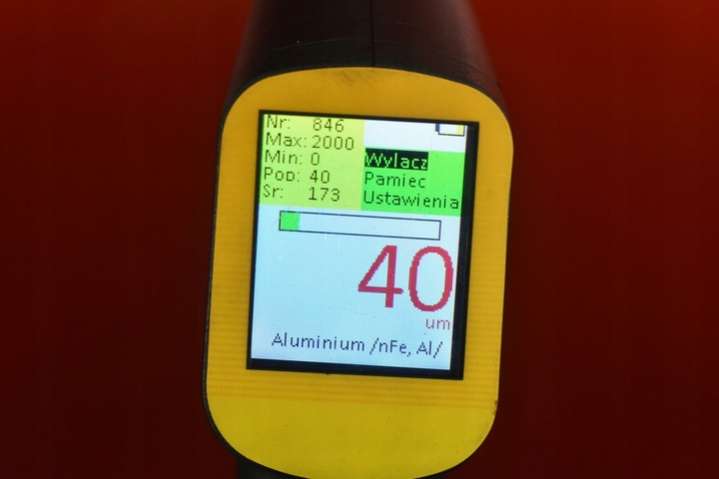 Nr: 846
Max: 2000
Min: 0
Pop: 40
Sr: 173
Wylacz
Pamiec
Ustawienia
40
um
Aluminium /nFe, Al/